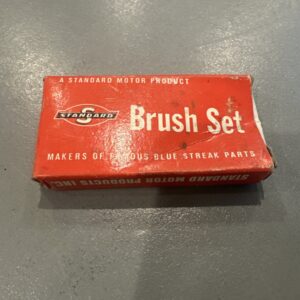 A STANDARD MOTOR PRODUCT
S
STANDARD
Brush Set
MAKERS OF FAMOUS BLUE STREAK PARTS
STANDARD MOTOR PRODUCTS INC.